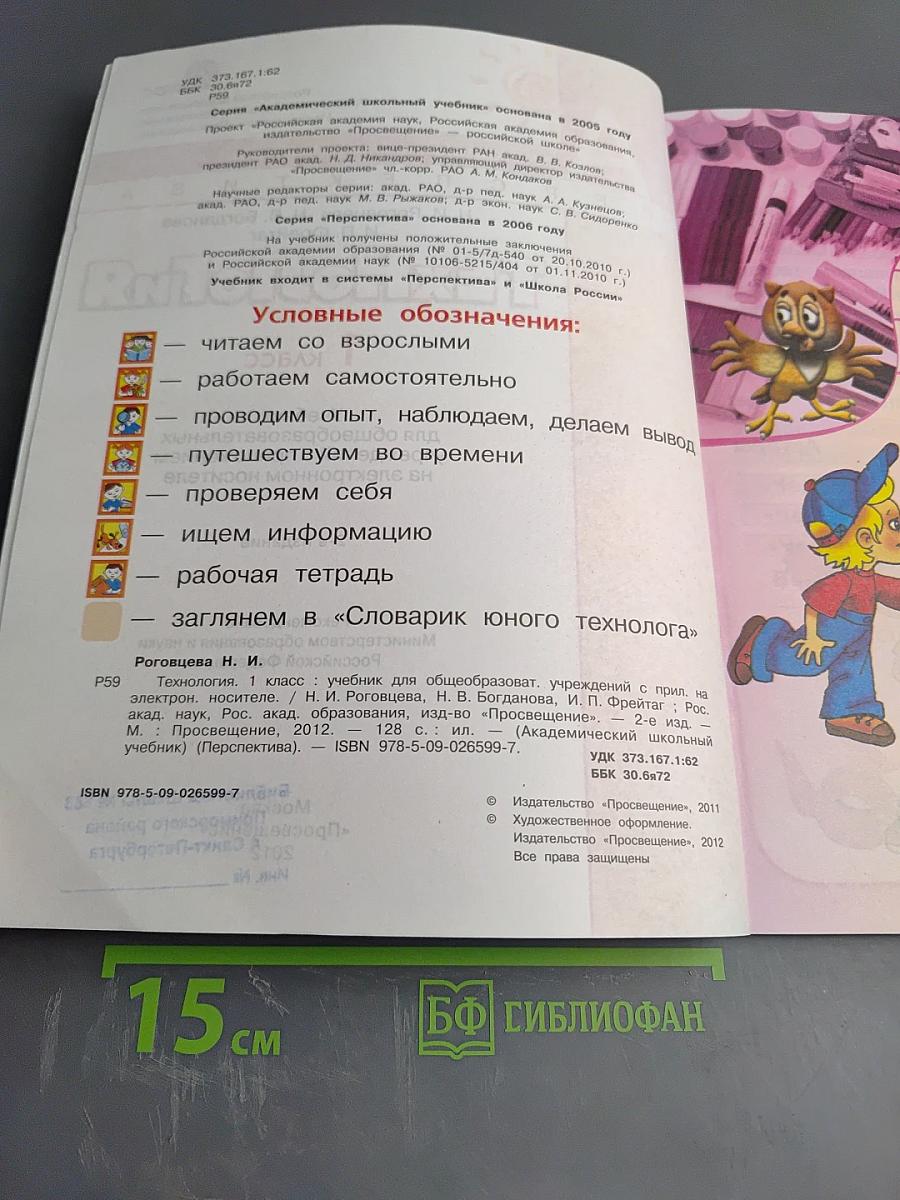 УДК 373.167.1:62
ББК 30.6я72
Р59
Серия «Академический школьный учебник» основана в 2005 году
Проект «Российская академия наук, Российская академия образования,
издательство «Просвещение» — российской школе»
Руководители проекта: вице-президент РАН акад. В. В. Козлов;
президент РАО акад. Н. Д. Никандров; управляющий директор издательства
«Просвещение» чл.-корр. РАО А. М. Кондаков
Научные редакторы серии: акад. РАО, д-р пед. наук А. А. Кузнецов;
акад. РАО, д-р пед. наук М. В. Рыжаков; д-р экон. наук С. В. Сидоренко
Серия «Перспектива» основана в 2006 году
На учебник получены положительные заключения
Российской академии образования (№ 01-5/7д-540 от 20.10.2010 г.)
и Российской академии наук (№ 10106-5215/404 от 01.11.2010 г.)
Учебник входит в системы «Перспектива» и «Школа России»
Условные обозначения:
— читаем со взрослыми
— работаем самостоятельно
— проводим опыт, наблюдаем, делаем вывод
— путешествуем во времени
— проверяем себя
— ищем информацию
— рабочая тетрадь
— заглянем в «Словарик юного технолога»
Роговцева Н. И.
Р59 Технология. 1 класс : учебник для общеобразоват. учреждений с прил. на
электрон. носителе. / Н. И. Роговцева, Н. В. Богданова, И. П. Фрейтаг ; Рос.
акад. наук, Рос. акад. образования, изд-во «Просвещение». — 2-е изд. —
М. : Просвещение, 2012. — 128 с. : ил. — (Академический школьный
учебник) (Перспектива). — ISBN 978-5-09-026599-7.
УДК 373.167.1:62
ББК 30.6я72
ISBN 978-5-09-026599-7
© Издательство «Просвещение», 2011
© Художественное оформление.
Издательство «Просвещение», 2012
Все права защищены
15 см
БФ БИБЛИОФАН